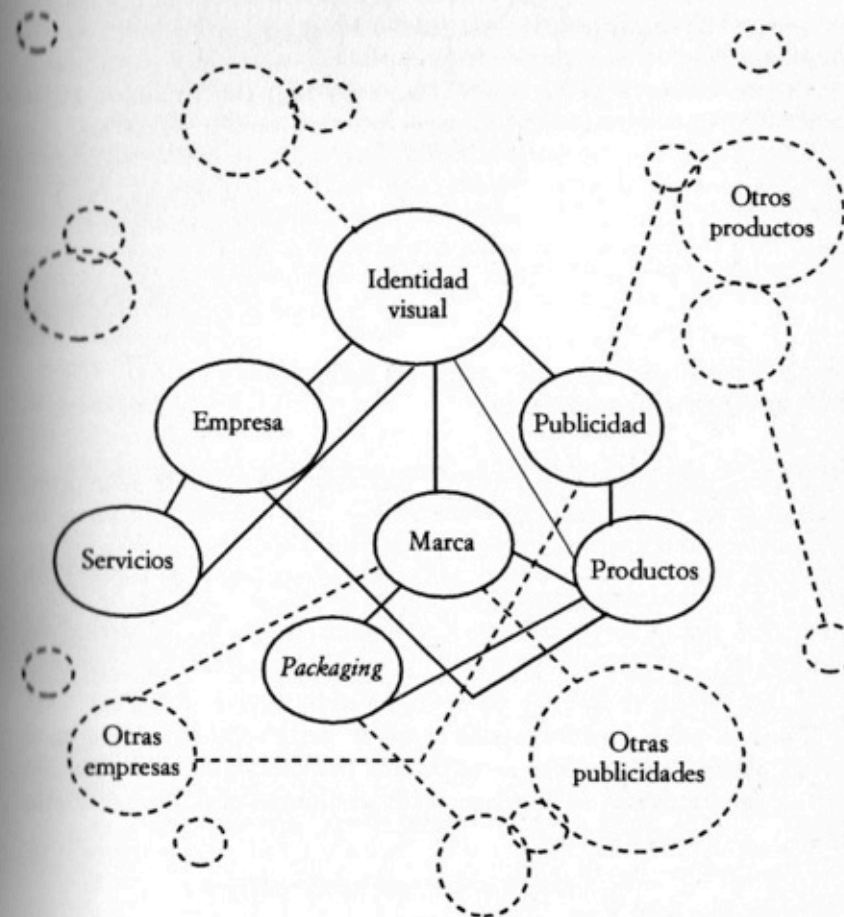 Otros
productos
Identidad
visual
Empresa
Publicidad
Servicios
Marca
Productos
Packaging
Otras
empresas
Otras
publicidades